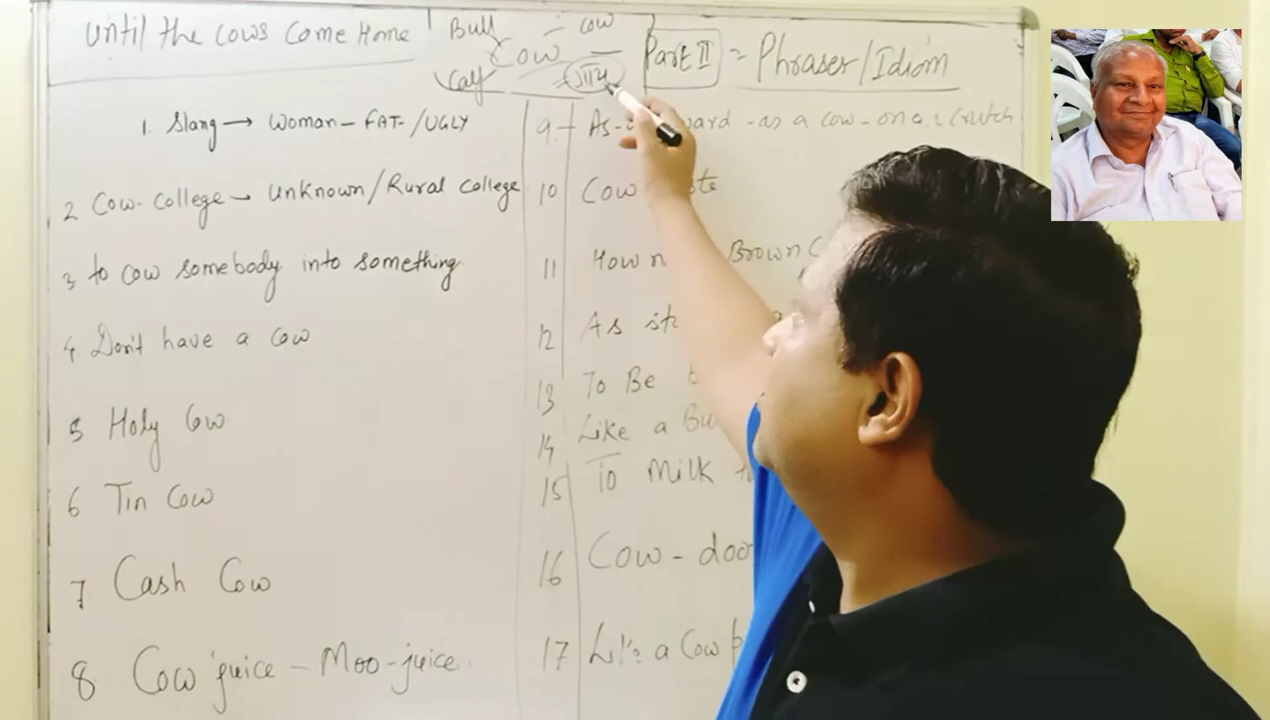 until the cows come Home
Bull
Cow
Calf
- cow
गाय
Part II = Phrases/Idiom
1. Slang → Woman - FAT-/UGLY
2 Cow-college → Unknown/Rural College
3 to cow somebody into something.
4 Don't have a cow
5 Holy Cow
6 Tin Cow
7 Cash Cow
8 Cow juice - Moo-juice.
9 As- -as a cow-on a crutch
10 Cow
11 Brown
12 As
13 To Be
14 Like a
15 To Milk
16 Cow-
17 a Cow